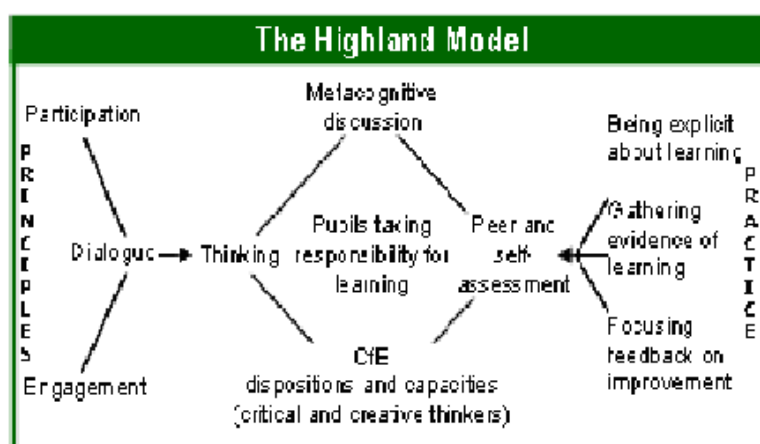 The Highland Model
PRINCIPLES
Participation
Dialogue
Engagement
Thinking
Metacognitive
discussion
Pupils taking
responsibility for
learning
CfE
dispositions and capacities
(critical and creative thinkers)
Peer and
self-
assessment
Being explicit
about learning
Gathering
evidence of
learning
Focusing
feedback on
improvement
PRACTICE